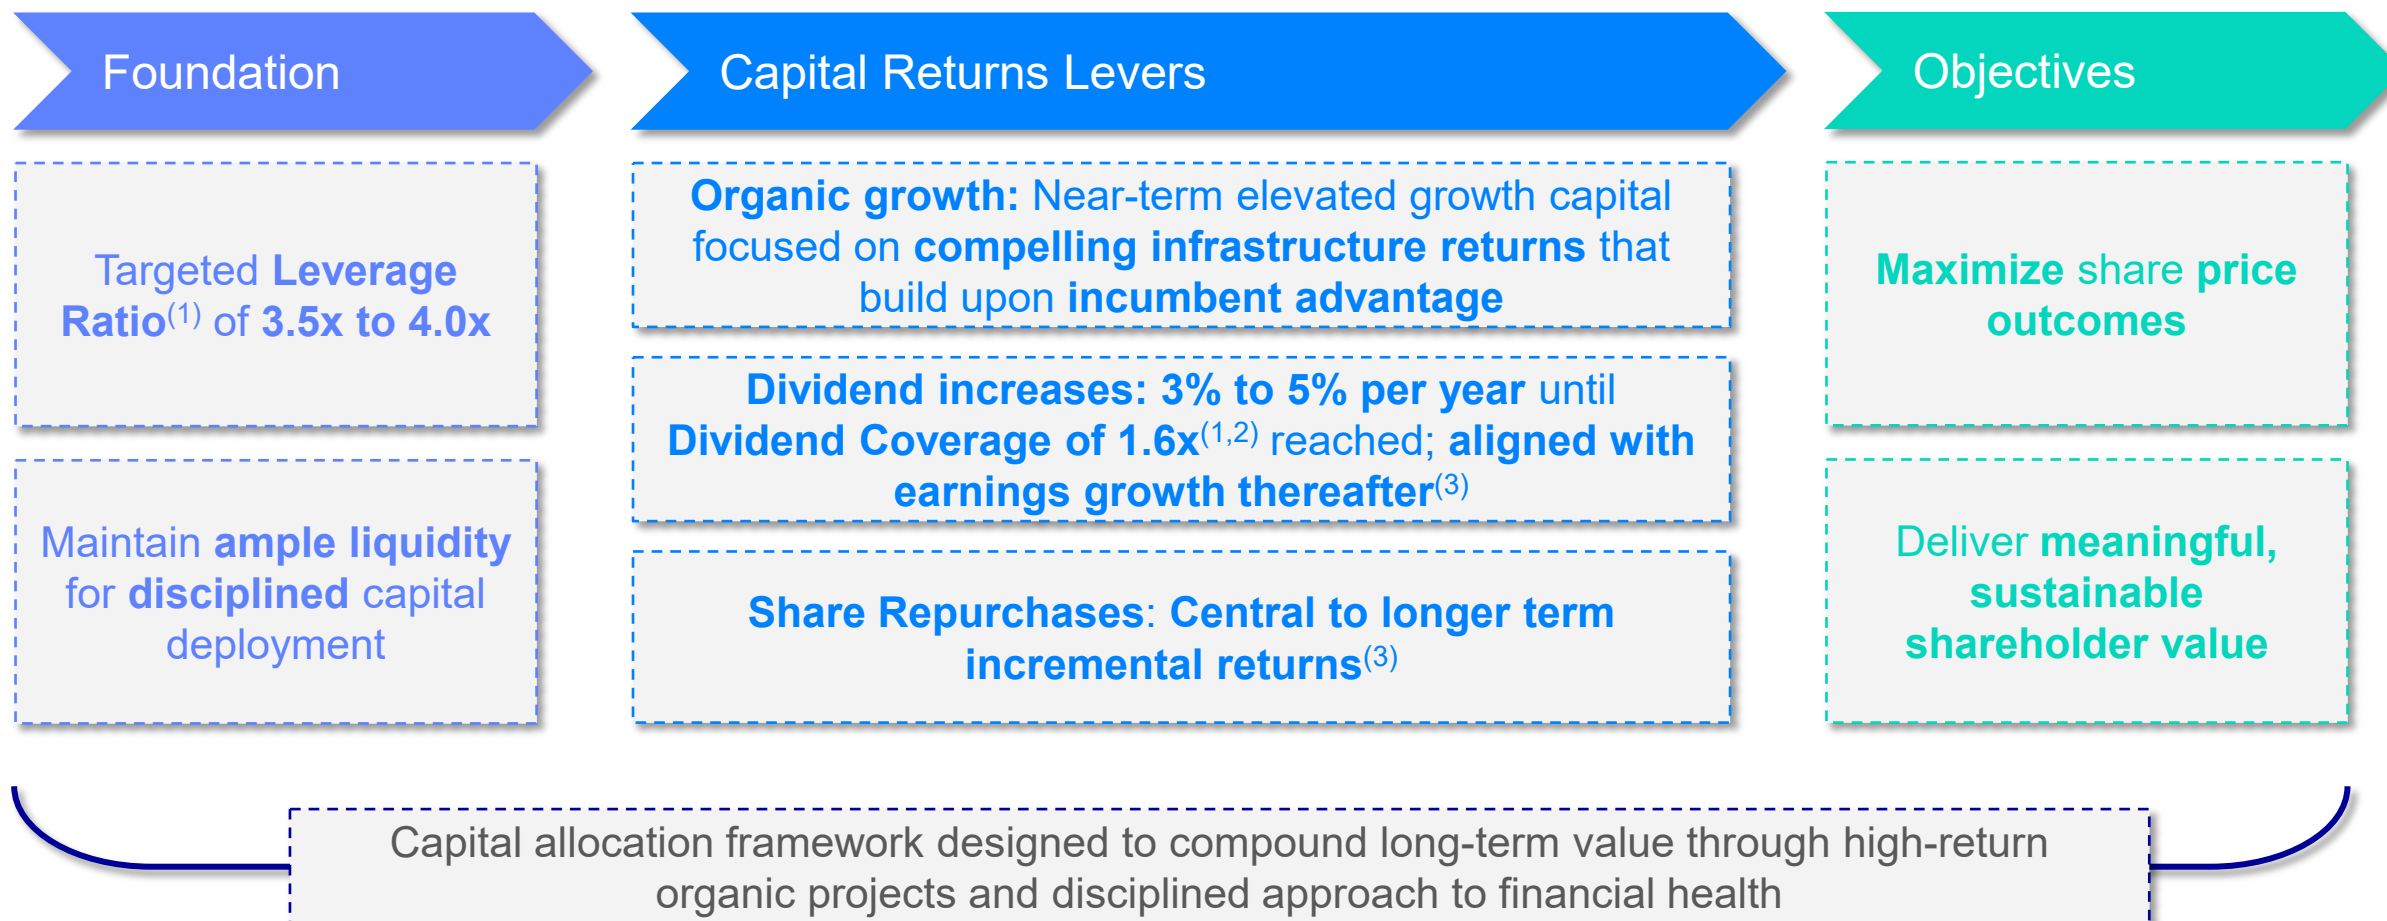 Foundation
Targeted Leverage
Ratio(1) of 3.5x to 4.0x
Maintain ample liquidity
for disciplined capital
deployment
Capital Returns Levers
Organic growth: Near-term elevated growth capital
focused on compelling infrastructure returns that
build upon incumbent advantage
Dividend increases: 3% to 5% per year until
Dividend Coverage of 1.6x(1,2) reached; aligned with
earnings growth thereafter(3)
Share Repurchases: Central to longer term
incremental returns(3)
Objectives
Maximize share price
outcomes
Deliver meaningful,
sustainable
shareholder value
Capital allocation framework designed to compound long-term value through high-return
organic projects and disciplined approach to financial health